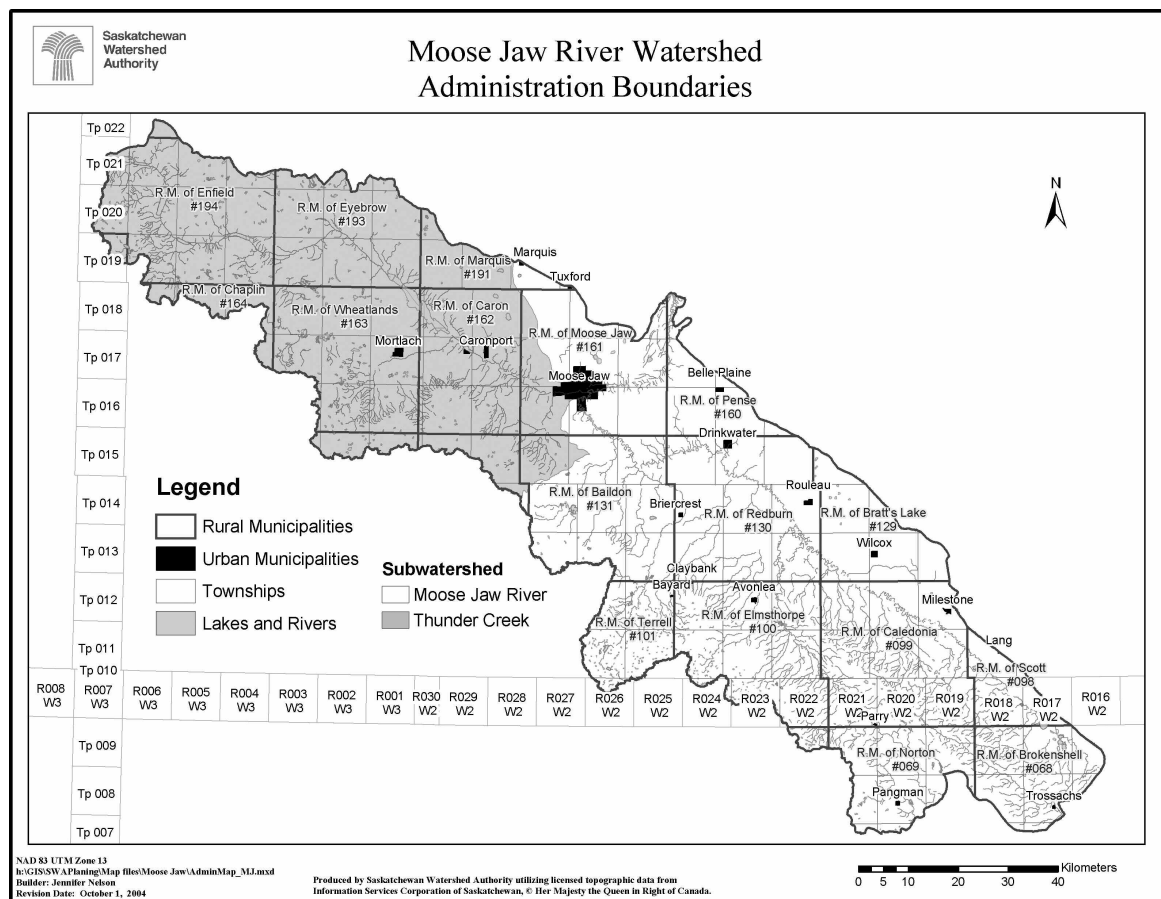 Saskatchewan
Watershed
Authority
Moose Jaw River Watershed
Administration Boundaries
N
Tp 022
Tp 021
Tp 020
Tp 019
Tp 018
Tp 017
Tp 016
Tp 015
Tp 014
Tp 013
Tp 012
Tp 011
Tp 010
Tp 009
Tp 008
Tp 007
R.M. of Enfield
#194
R.M. of Eyebrow
#193
R.M. of Marquis
#191
Marquis
Tuxford
R.M. of Chaplin
#164
R.M. of Wheatlands
#163
Mortlach
R.M. of Caron
#162
Caronport
R.M. of Moose Jaw
#161
Moose Jaw
Belle Plaine
R.M. of Pense
#160
Drinkwater
R.M. of Baildon
#131
Briercrest
Rouleau
R.M. of Redburn
#130
R.M. of Bratt's Lake
#129
Wilcox
Claybank
Bayard
Avonlea
R.M. of Terrell
#101
R.M. of Elmsthorpe
#100
Milestone
R.M. of Caledonia
#099
Lang
R.M. of Scott
#098
R008
W3
R007
W3
R006
W3
R005
W3
R004
W3
R003
W3
R002
W3
R001
W3
R030
W2
R029
W2
R028
W2
R027
W2
R026
W2
R025
W2
R024
W2
R023
W2
R022
W2
R021
W2
R020
W2
R019
W2
R018
W2
R017
W2
R016
W2
Parry
R.M. of Norton
#069
Pangman
R.M. of Brokenshell
#068
Trossachs
Legend
Rural Municipalities
Urban Municipalities
Townships
Lakes and Rivers
Subwatershed
Moose Jaw River
Thunder Creek
NAD 83 UTM Zone 13
h:\GIS\SWAPlaning\Map files\Moose Jaw\AdminMap_MJ.mxd
Builder: Jennifer Nelson
Revision Date: October 1, 2004
Produced by Saskatchewan Watershed Authority utilizing licensed topographic data from
Information Services Corporation of Saskatchewan, © Her Majesty the Queen in Right of Canada.
Kilometers
0 5 10 20 30 40